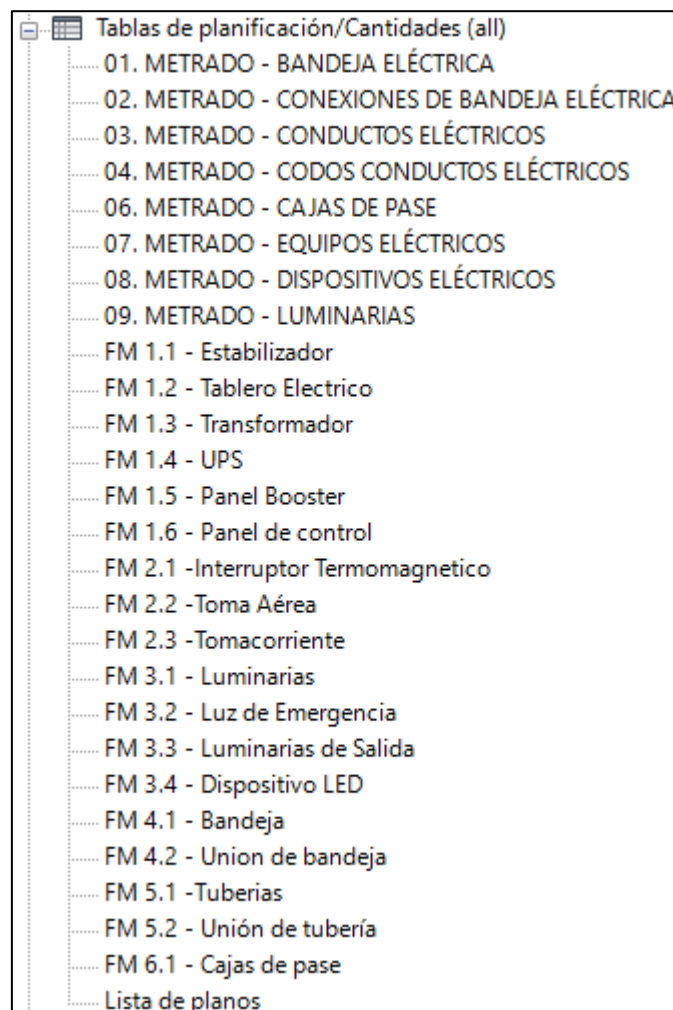 Tablas de planificación/Cantidades (all)
01. METRADO - BANDEJA ELÉCTRICA
02. METRADO - CONEXIONES DE BANDEJA ELÉCTRICA
03. METRADO - CONDUCTOS ELÉCTRICOS
04. METRADO - CODOS CONDUCTOS ELÉCTRICOS
06. METRADO - CAJAS DE PASE
07. METRADO - EQUIPOS ELÉCTRICOS
08. METRADO - DISPOSITIVOS ELÉCTRICOS
09. METRADO - LUMINARIAS
FM 1.1 - Estabilizador
FM 1.2 - Tablero Electrico
FM 1.3 - Transformador
FM 1.4 - UPS
FM 1.5 - Panel Booster
FM 1.6 - Panel de control
FM 2.1 -Interruptor Termomagnetico
FM 2.2 -Toma Aérea
FM 2.3 -Tomacorriente
FM 3.1 - Luminarias
FM 3.2 - Luz de Emergencia
FM 3.3 - Luminarias de Salida
FM 3.4 - Dispositivo LED
FM 4.1 - Bandeja
FM 4.2 - Union de bandeja
FM 5.1 -Tuberias
FM 5.2 - Unión de tubería
FM 6.1 - Cajas de pase
Lista de planos